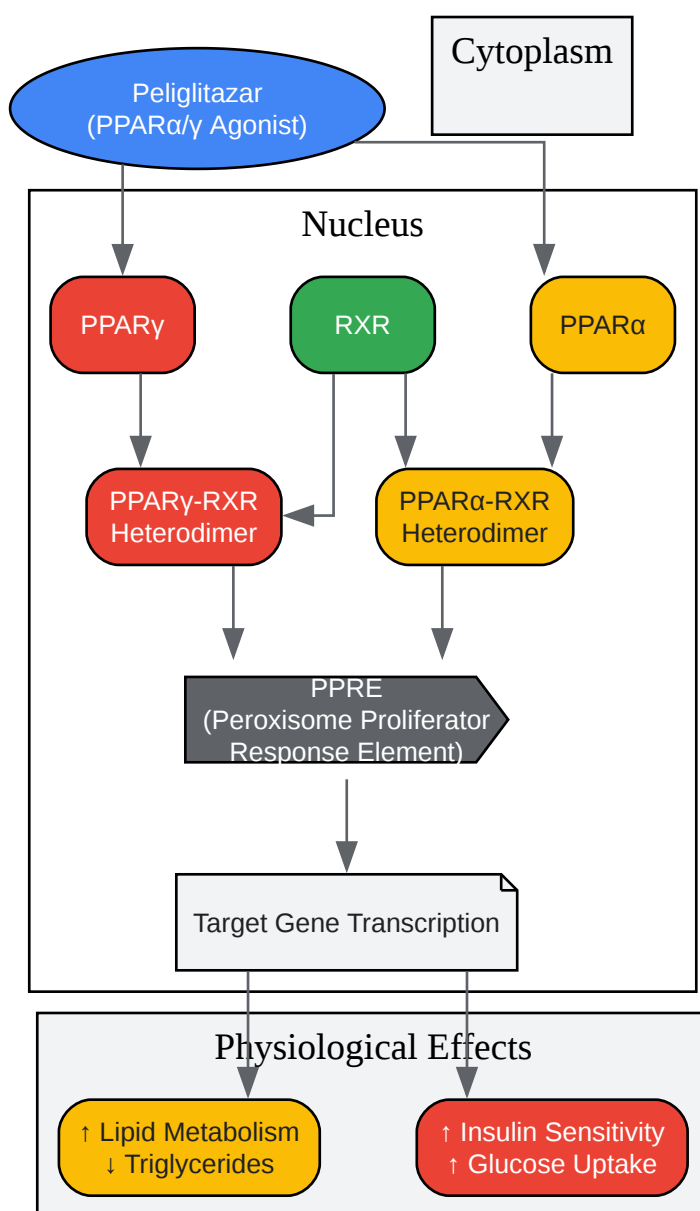 Cytoplasm
Peliglitazar
(PPARα/γ Agonist)
Nucleus
PPARγ
RXR
PPARα
PPARγ-RXR
Heterodimer
PPARα-RXR
Heterodimer
PPRE
(Peroxisome Proliferator
Response Element)
Target Gene Transcription
Physiological Effects
↑ Lipid Metabolism
↓ Triglycerides
↑ Insulin Sensitivity
↑ Glucose Uptake